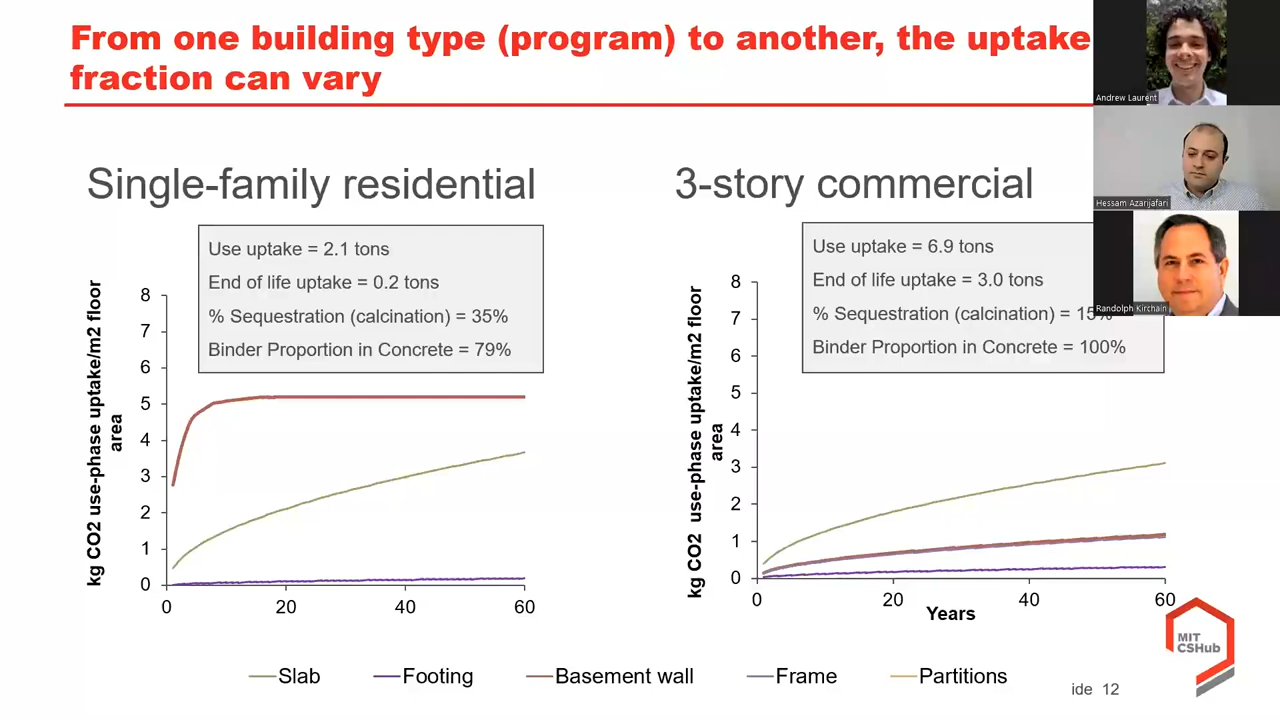 From one building type (program) to another, the uptake
fraction can vary
Andrew Laurent
Hessam Azarijafari
Randolph Kirchain
Single-family residential
Use uptake = 2.1 tons
End of life uptake = 0.2 tons
% Sequestration (calcination) = 35%
Binder Proportion in Concrete = 79%
kg CO2 use-phase uptake/m2 floor
area
8
7
6
5
4
3
2
1
0
0 20 40 60
3-story commercial
Use uptake = 6.9 tons
End of life uptake = 3.0 tons
% Sequestration (calcination) = 15%
Binder Proportion in Concrete = 100%
kg CO2 use-phase uptake/m2 floor
area
8
7
6
5
4
3
2
1
0
0 20 40 60
Years
Slab Footing Basement wall Frame Partitions
MIT
CSHub
ide 12